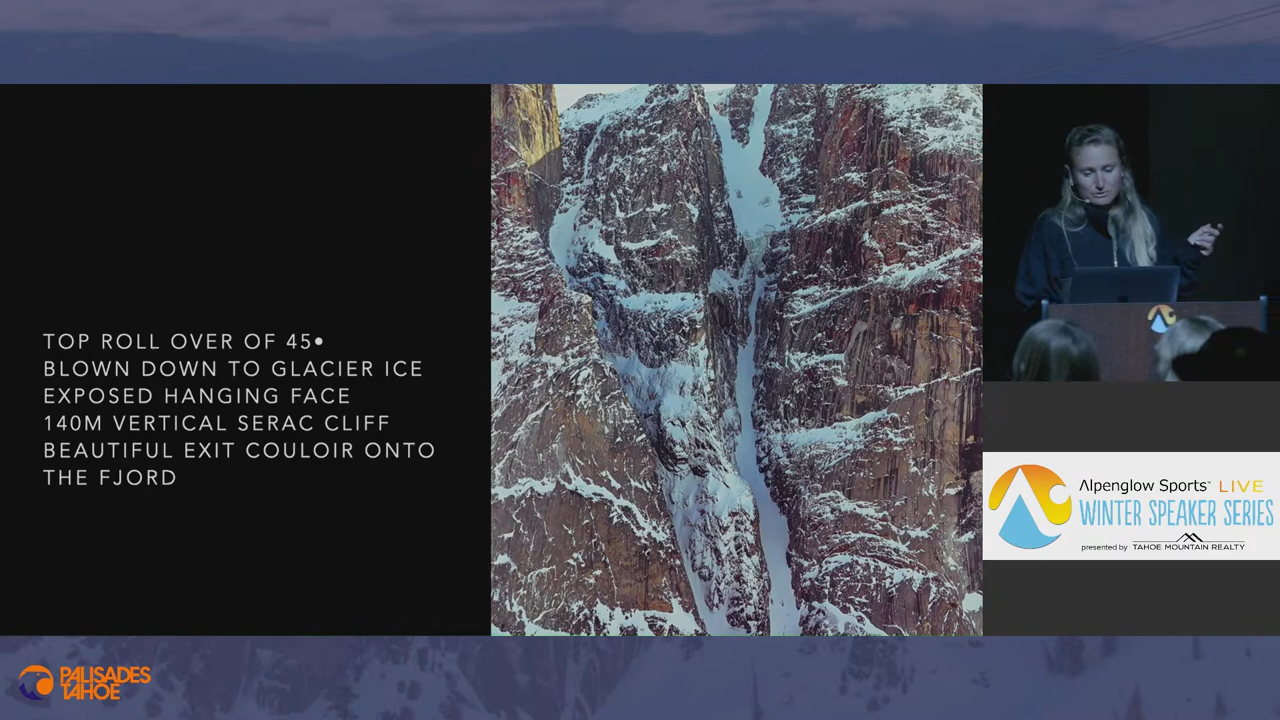 TOP ROLL OVER OF 45•
BLOWN DOWN TO GLACIER ICE
EXPOSED HANGING FACE
140M VERTICAL SERAC CLIFF
BEAUTIFUL EXIT COULOIR ONTO
THE FJORD
Alpenglow Sports™ LIVE
WINTER SPEAKER SERIES
presented by TAHOE MOUNTAIN REALTY
PALISADES
TAHOE